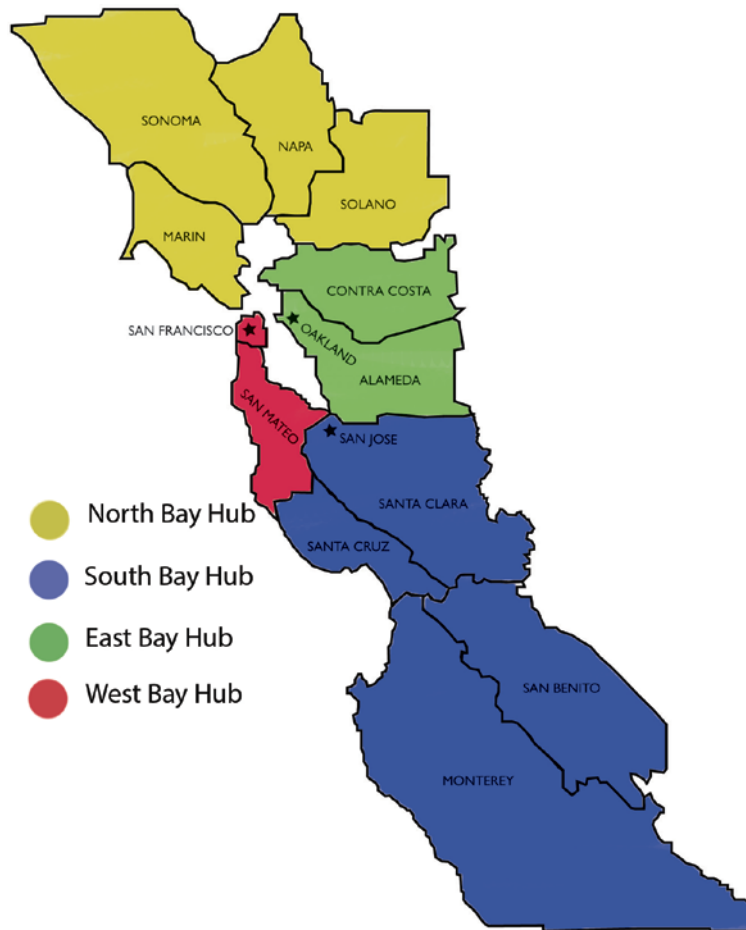 SONOMA
NAPA
SOLANO
MARIN
CONTRA COSTA
SAN FRANCISCO
OAKLAND
ALAMEDA
SAN MATEO
SAN JOSE
SANTA CLARA
SANTA CRUZ
SAN BENITO
MONTEREY
North Bay Hub
South Bay Hub
East Bay Hub
West Bay Hub